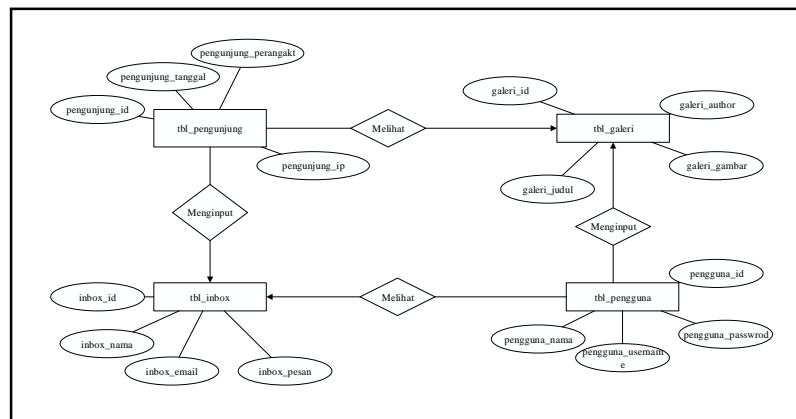 pengunjung_perangakt
pengunjung_tanggal
pengunjung_id
tbl_pengunjung
pengunjung_ip
Melihat
galeri_id
galeri_author
tbl_galeri
galeri_gambar
galeri_judul
Menginput
Menginput
inbox_id
tbl_inbox
inbox_nama
inbox_email
inbox_pesan
Melihat
pengguna_id
tbl_pengguna
pengguna_passwrod
pengguna_nama
pengguna_usernam
e